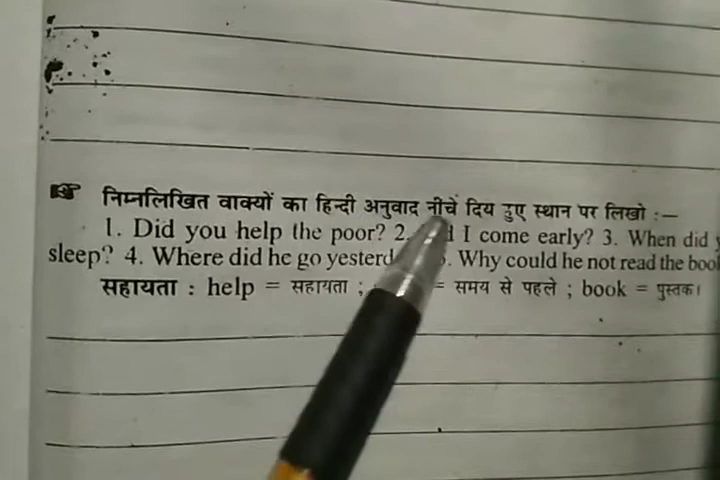 निम्नलिखित वाक्यों का हिन्दी अनुवाद नीचे दिये हुए स्थान पर लिखो :—
1. Did you help the poor? 2. I come early? 3. When did
sleep? 4. Where did he go Why could he not read the
सहायता : help = सहायता ; = समय से पहले ; book = पुस्तक।